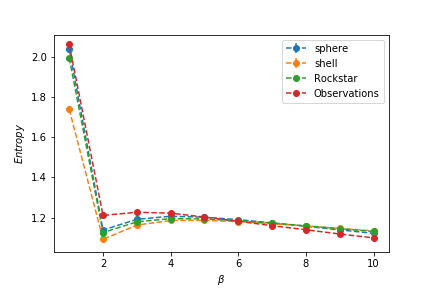 sphere
shell
Rockstar
Observations
Entropy
2.0
1.8
1.6
1.4
1.2
2 4 6 8 10
β